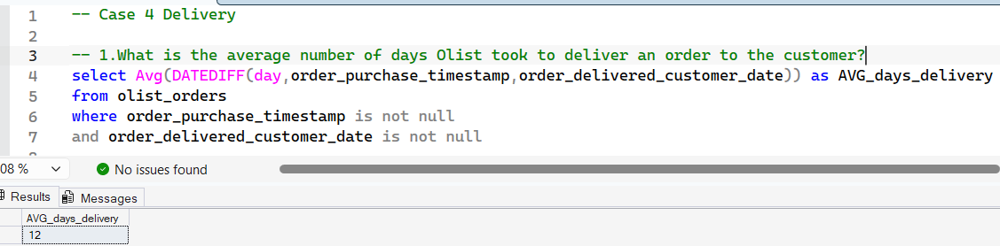 1 -- Case 4 Delivery
2
3 -- 1.What is the average number of days Olist took to deliver an order to the customer?
4 select Avg(DATEDIFF(day,order_purchase_timestamp,order_delivered_customer_date)) as AVG_days_delivery
5 from olist_orders
6 where order_purchase_timestamp is not null
7 and order_delivered_customer_date is not null
08 % No issues found
Results Messages
AVG_days_delivery
12